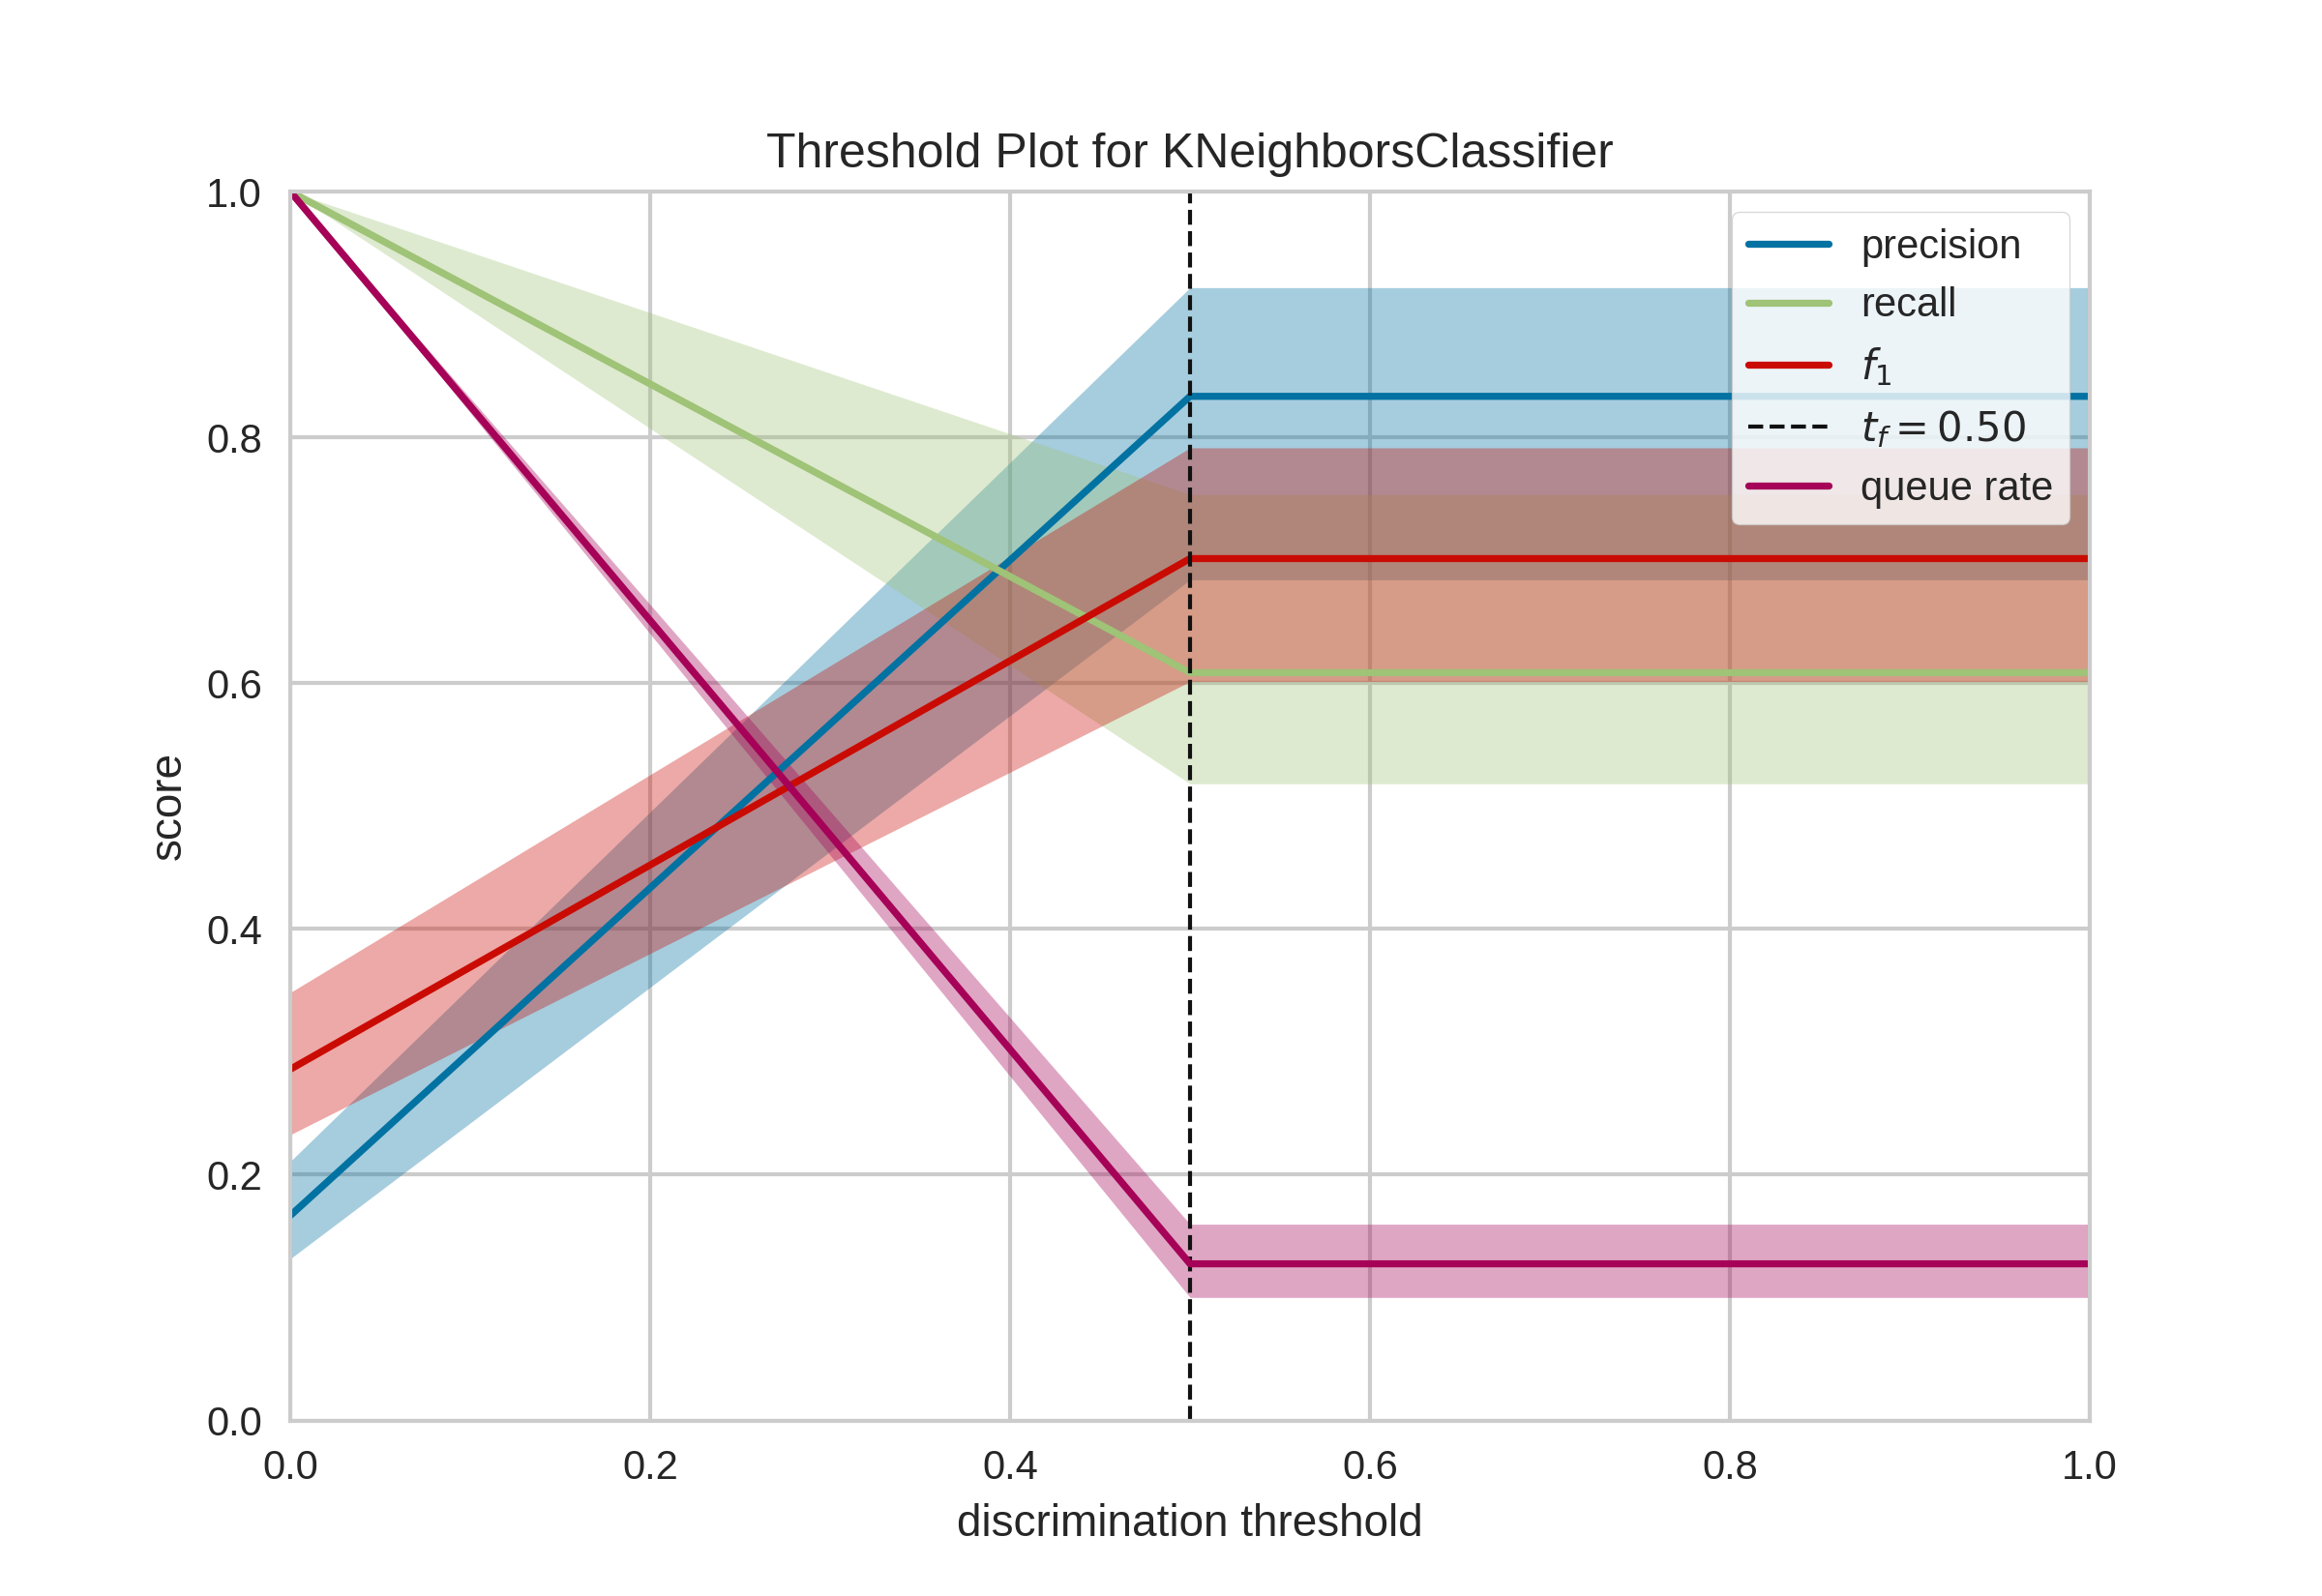 Threshold Plot for KNeighborsClassifier
1.0
0.8
0.6
0.4
0.2
0.0
score
precision
recall
f₁
t_f = 0.50
queue rate
0.0 0.2 0.4 0.6 0.8 1.0
discrimination threshold